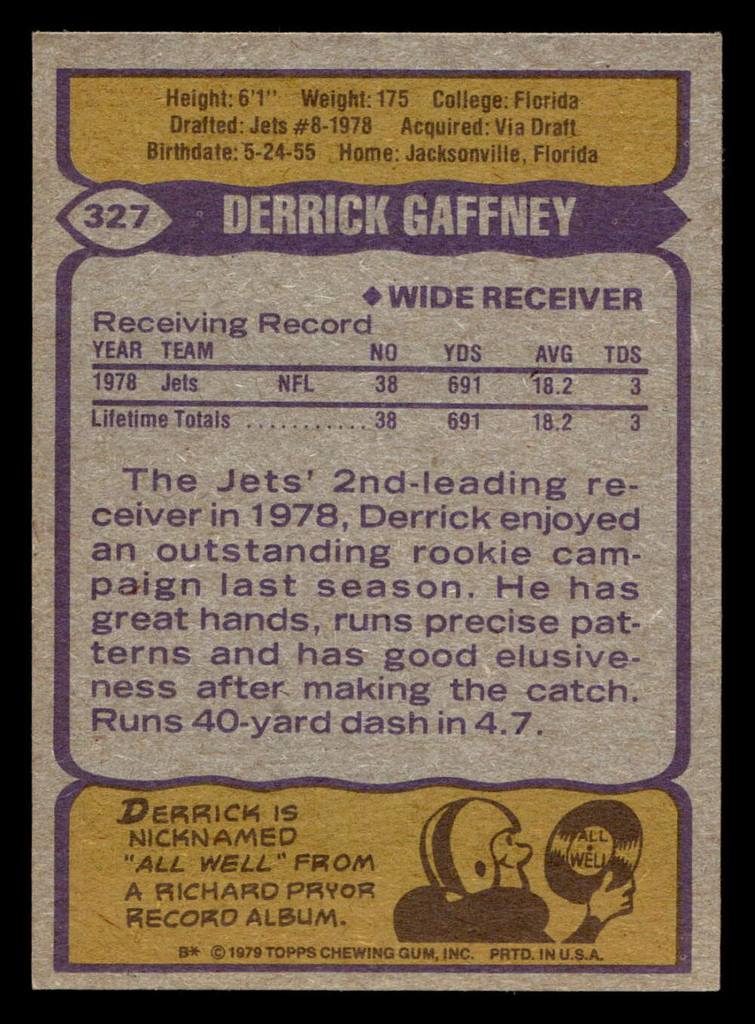 Height: 6'1" Weight: 175 College: Florida
Drafted: Jets #8-1978 Acquired: Via Draft
Birthdate: 5-24-55 Home: Jacksonville, Florida
327 DERRICK GAFFNEY
◆ WIDE RECEIVER
Receiving Record
YEAR TEAM NO YDS AVG TDS
1978 Jets NFL 38 691 18.2 3
Lifetime Totals ........... 38 691 18.2 3
The Jets' 2nd-leading re-
ceiver in 1978, Derrick enjoyed
an outstanding rookie cam-
paign last season. He has
great hands, runs precise pat-
terns and has good elusive-
ness after making the catch.
Runs 40-yard dash in 4.7.
DERRICK IS
NICKNAMED
"ALL WELL" FROM
A RICHARD PRYOR
RECORD ALBUM.
ALL
WELL
B* © 1979 TOPPS CHEWING GUM, INC. PRTD. IN U.S.A.